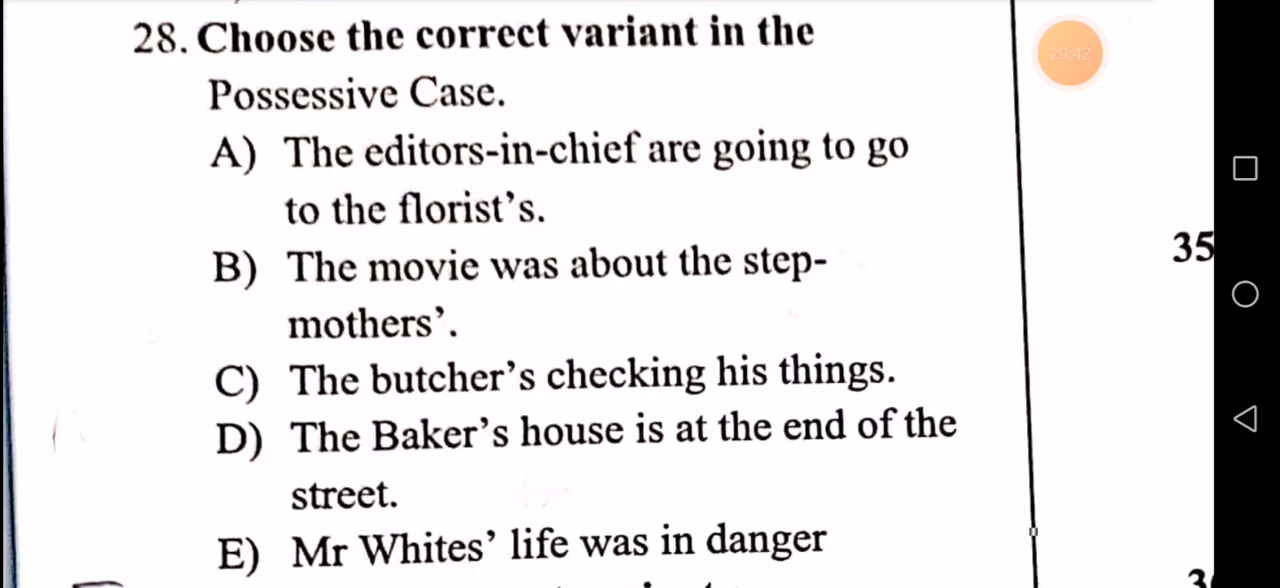 28. Choose the correct variant in the
29:42
Possessive Case.
A) The editors-in-chief are going to go
to the florist's.
B) The movie was about the step-
35
mothers'.
C) The butcher's checking his things.
D) The Baker's house is at the end of the
street.
E) Mr Whites' life was in danger